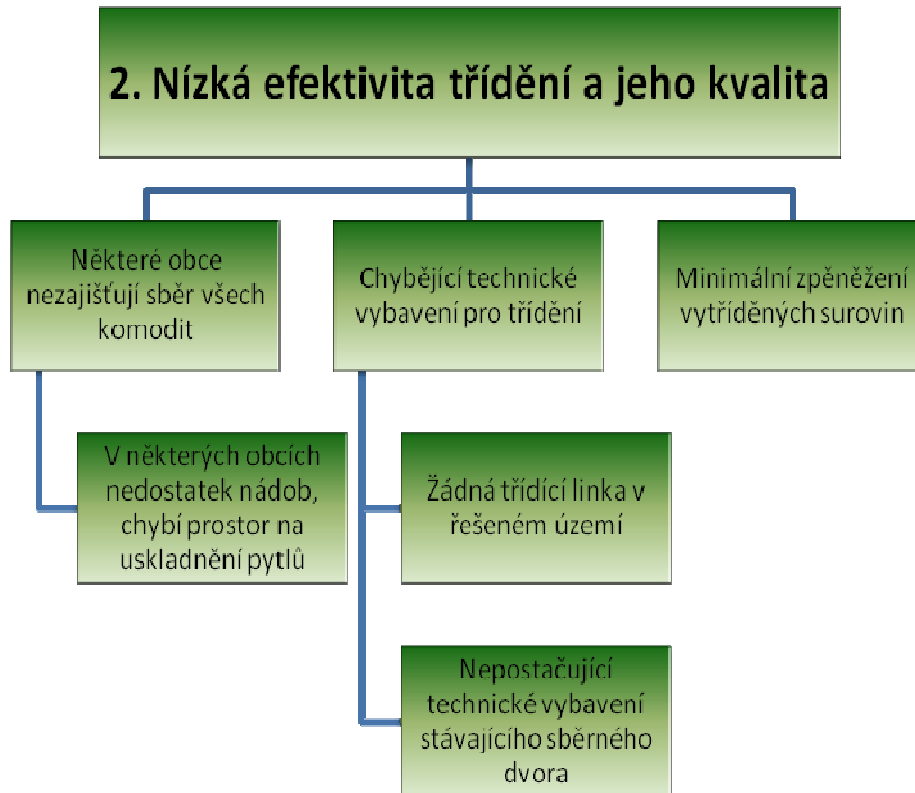 2. Nízká efektivita třídění a jeho kvalita
Některé obce
nezajišťují sběr všech
komodit
Chybějící technické
vybavení pro třídění
Minimální zpěněžení
vytříděných surovin
V některých obcích
nedostatek nádob,
chybí prostor na
uskladnění pytlů
Žádná třídící linka v
řešeném území
Nepostačující
technické vybavení
stávajícího sběrného
dvora